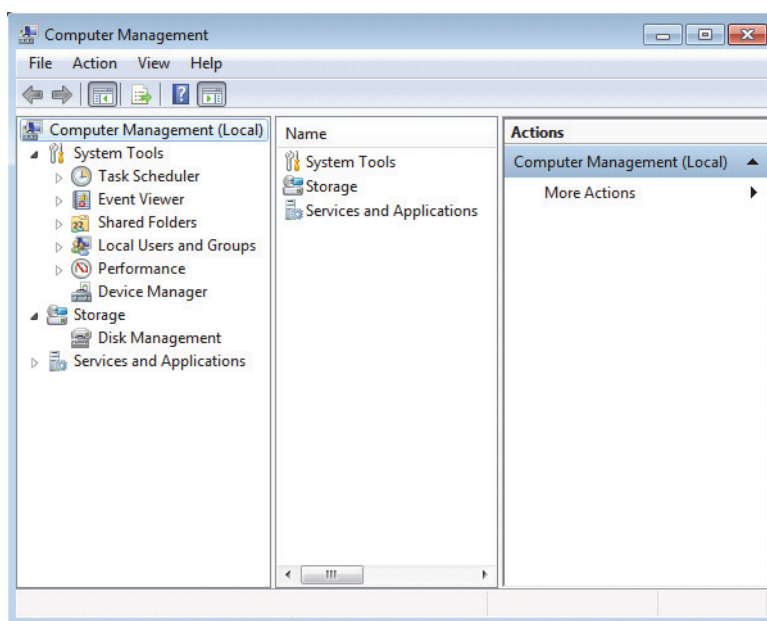 Computer Management
File Action View Help
Computer Management (Local)
System Tools
Task Scheduler
Event Viewer
Shared Folders
Local Users and Groups
Performance
Device Manager
Storage
Disk Management
Services and Applications
Name
System Tools
Storage
Services and Applications
Actions
Computer Management (Local)
More Actions